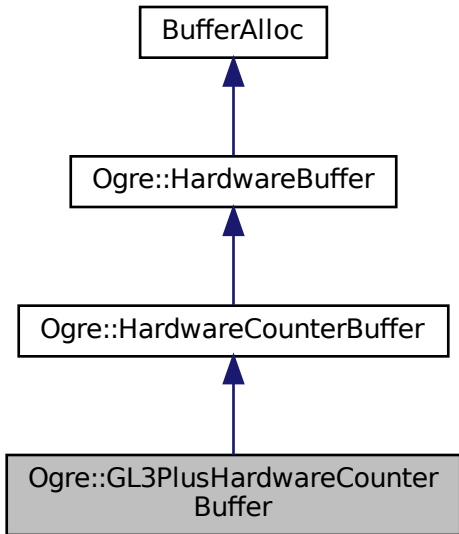 BufferAlloc
Ogre::HardwareBuffer
Ogre::HardwareCounterBuffer
Ogre::GL3PlusHardwareCounter
Buffer